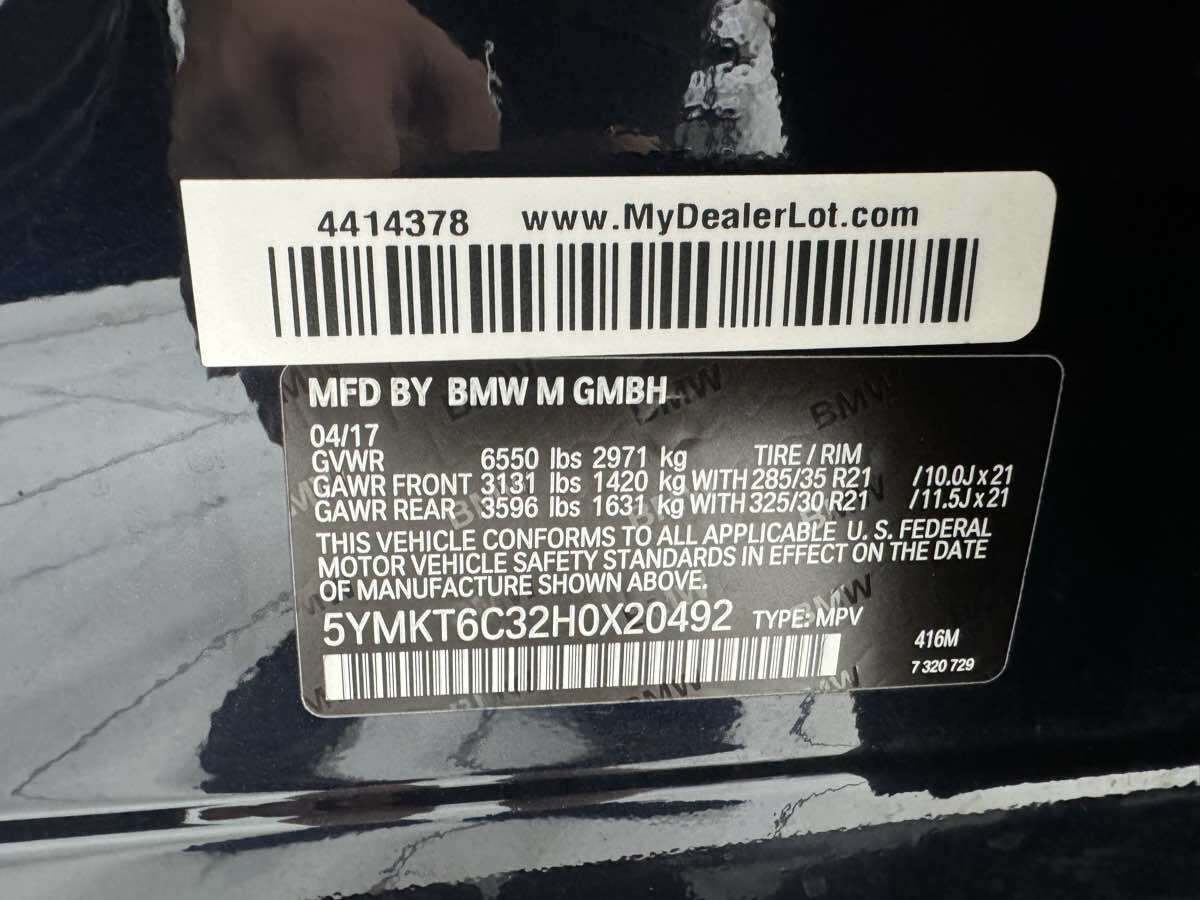 4414378 www.MyDealerLot.com
MFD BY BMW M GMBH
04/17
GVWR 6550 lbs 2971 kg TIRE / RIM
GAWR FRONT 3131 lbs 1420 kg WITH 285/35 R21 /10.0J x 21
GAWR REAR 3596 lbs 1631 kg WITH 325/30 R21 /11.5J x 21
THIS VEHICLE CONFORMS TO ALL APPLICABLE U. S. FEDERAL
MOTOR VEHICLE SAFETY STANDARDS IN EFFECT ON THE DATE
OF MANUFACTURE SHOWN ABOVE.
5YMKT6C32H0X20492 TYPE: MPV
416M
7 320 729